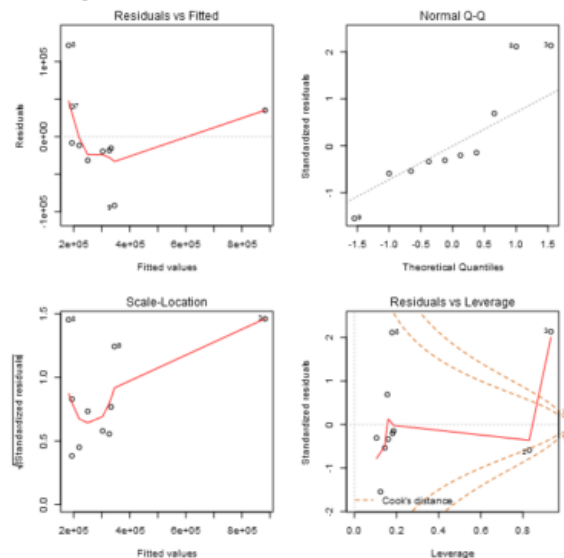 Residuals vs Fitted
Residuals
-1e+05 0e+00 1e+05
2e+05 4e+05 6e+05 8e+05
Fitted values
Normal Q-Q
Standardized residuals
-1 0 1 2
-1.5 -1.0 -0.5 0.0 0.5 1.0 1.5
Theoretical Quantiles
Scale-Location
√|Standardized residuals|
0.0 0.5 1.0 1.5
2e+05 4e+05 6e+05 8e+05
Fitted values
Residuals vs Leverage
Standardized residuals
-2 -1 0 1 2
Cook's distance
0.0 0.2 0.4 0.6 0.8
Leverage